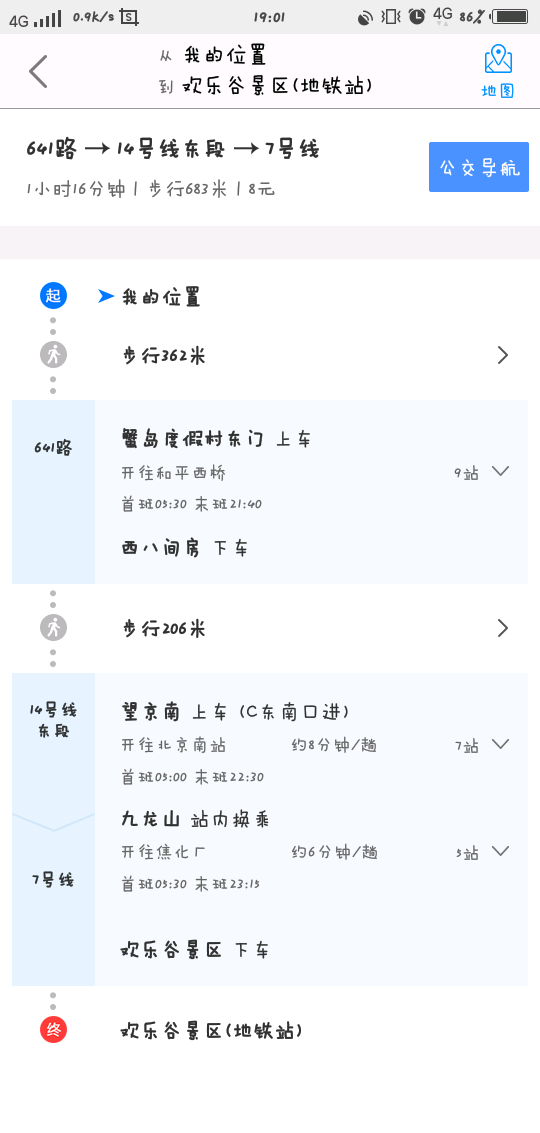 4G 0.9K/s 19:01 4G 86%
从 我的位置
到 欢乐谷景区(地铁站)
地图
641路 → 14号线东段 → 7号线
1小时16分钟 | 步行683米 | 8元
公交导航
起 我的位置
步行362米
641路
蟹岛度假村东门 上车
开往和平西桥 9站
首班05:30 末班21:40
西八间房 下车
步行206米
14号线
东段
望京南 上车 (C东南口进)
开往北京南站 约8分钟/趟 7站
首班05:00 末班22:30
九龙山 站内换乘
7号线
开往焦化厂 约6分钟/趟 5站
首班05:30 末班23:15
欢乐谷景区 下车
终 欢乐谷景区(地铁站)